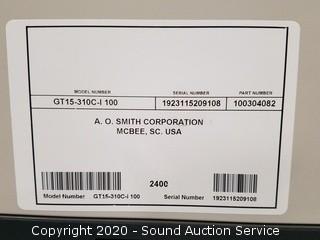 MODEL NUMBER SERIAL NUMBER PART NUMBER
GT15-310C-I 100 1923115209108 100304082
A. O. SMITH CORPORATION
MCBEE, SC. USA
2400
Model Number GT15-310C-I 100 Serial Number 1923115209108
Copyright 2020 - Sound Auction Service